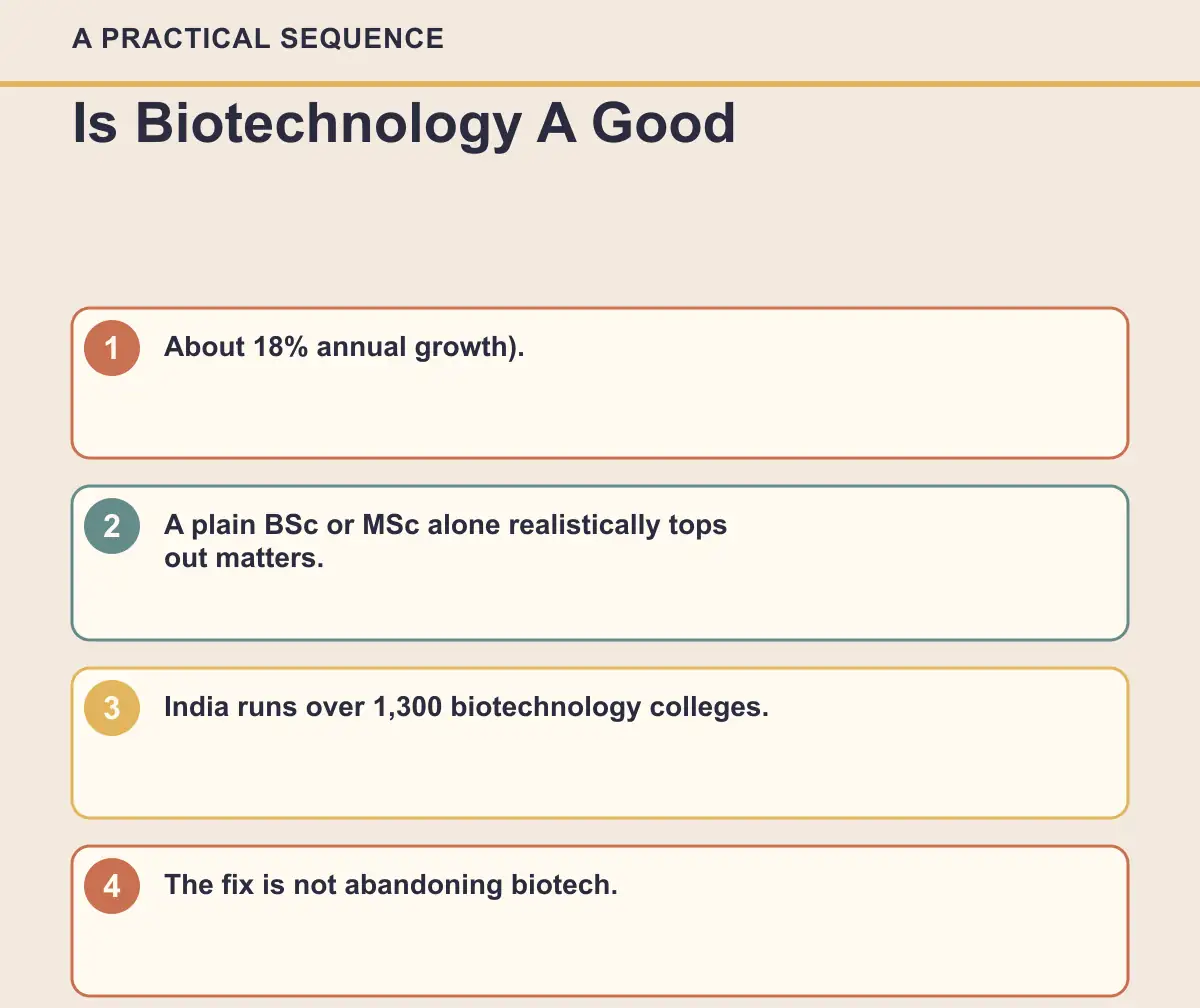 A PRACTICAL SEQUENCE
Is Biotechnology A Good
1
About 18% annual growth).
2
A plain BSc or MSc alone realistically tops
out matters.
3
India runs over 1,300 biotechnology colleges.
4
The fix is not abandoning biotech.